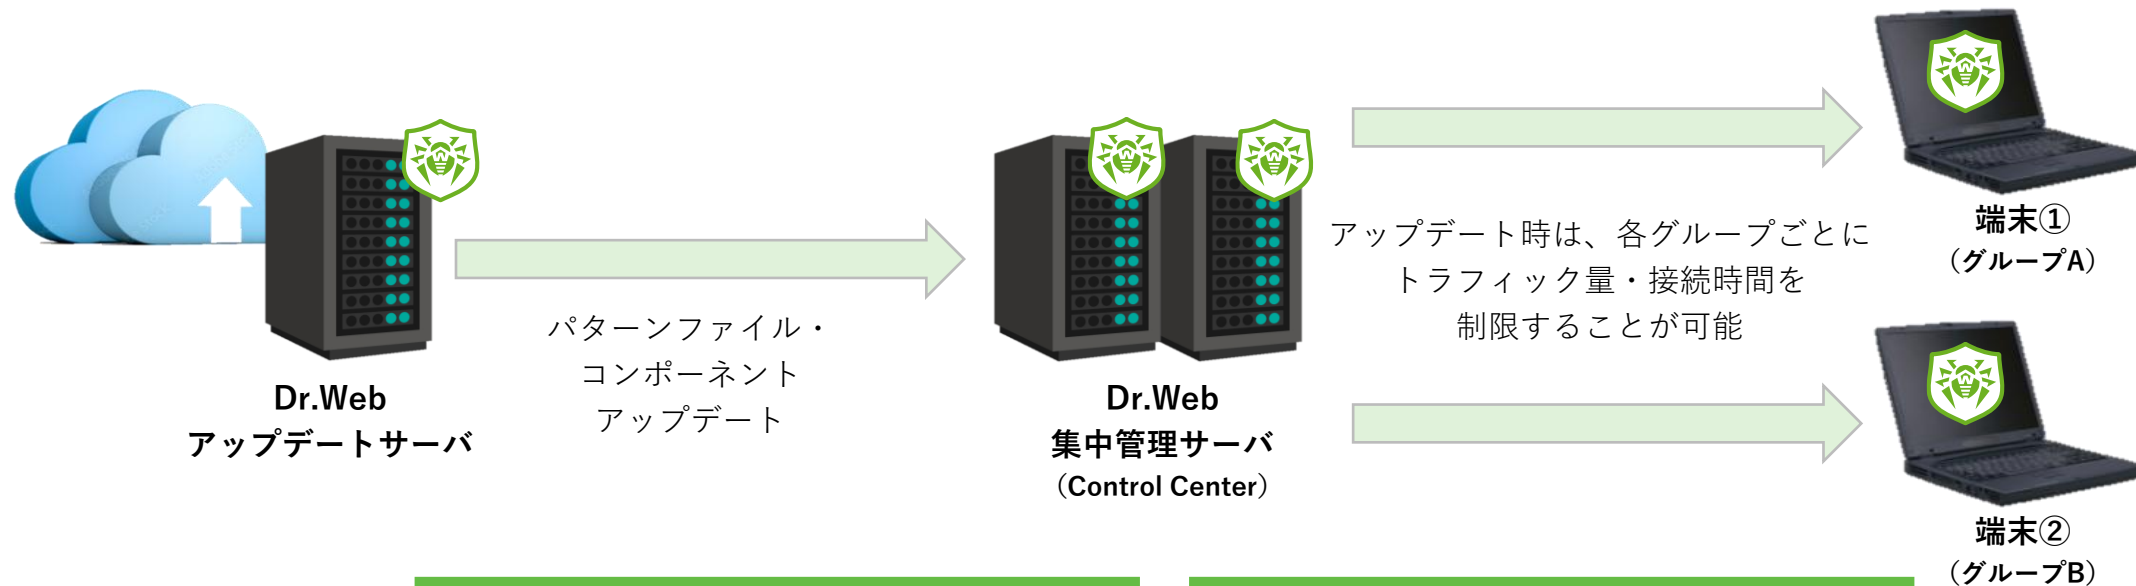 Dr.Web
アップデートサーバ
パターンファイル・
コンポーネント
アップデート
Dr.Web
集中管理サーバ
（Control Center）
アップデート時は、各グループごとに
トラフィック量・接続時間を
制限することが可能
端末①
（グループA）
端末②
（グループB）